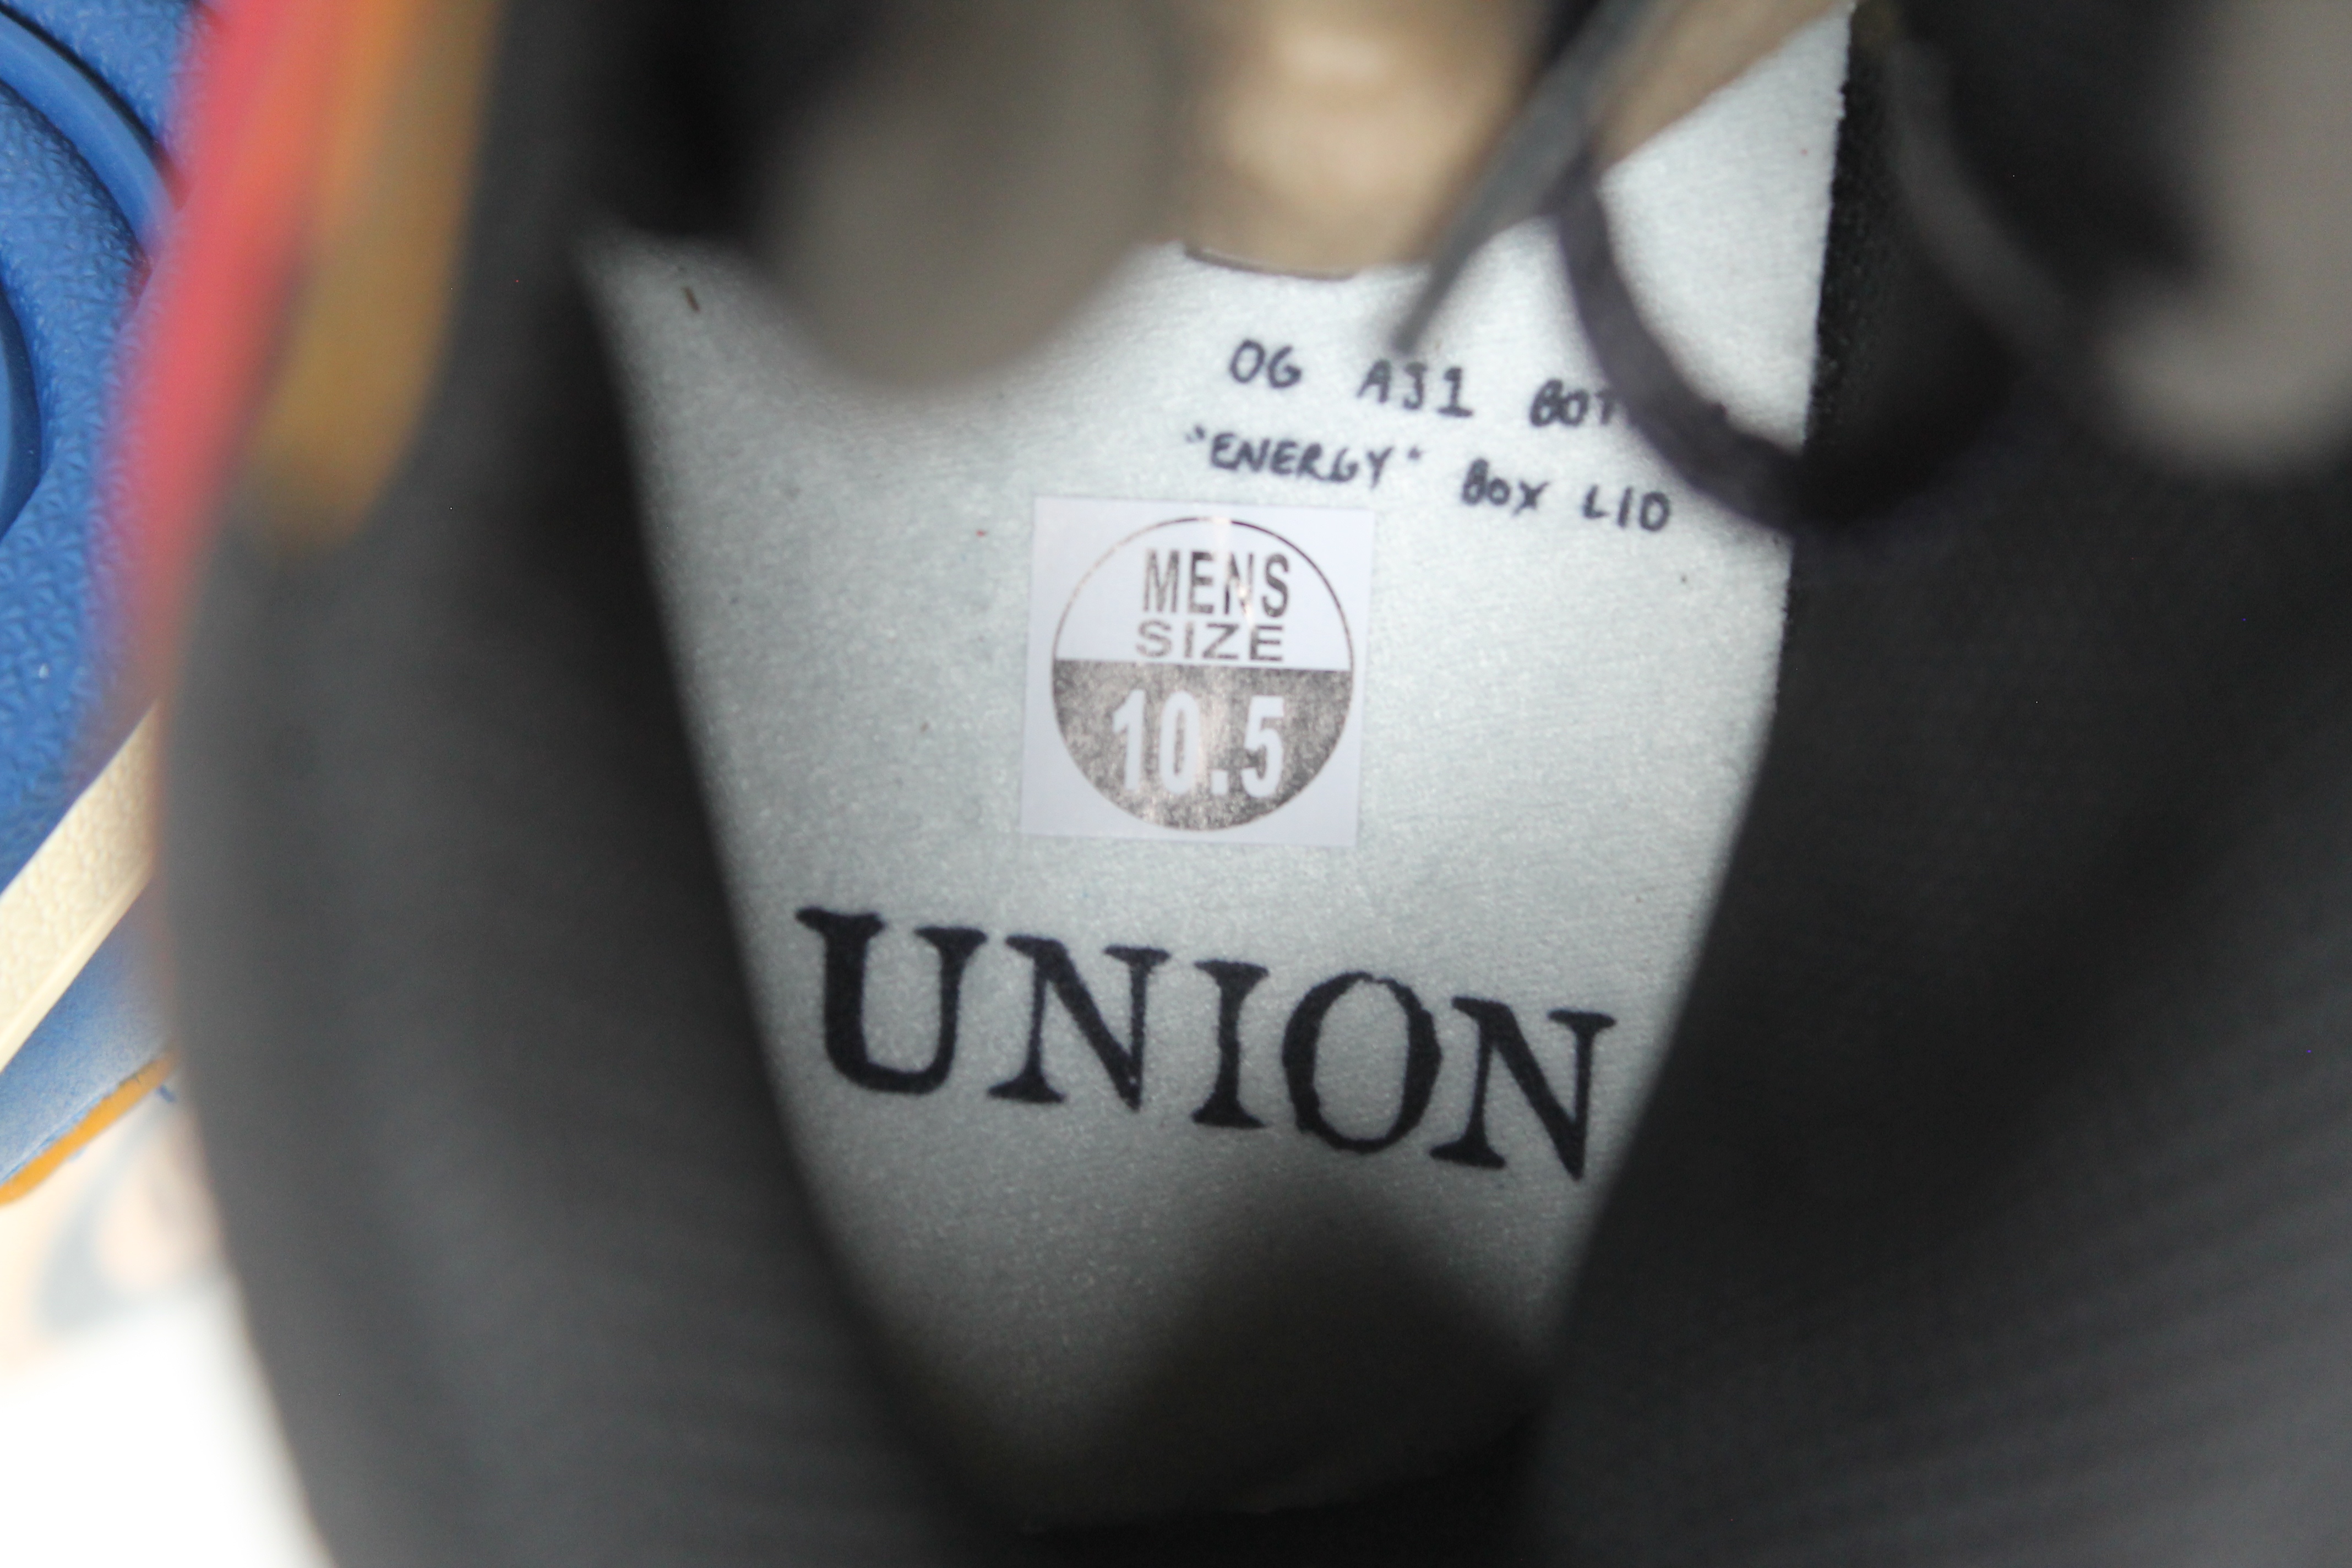 OG AJ1
"ENERGY" BOX LID
MENS
SIZE
10.5
UNION